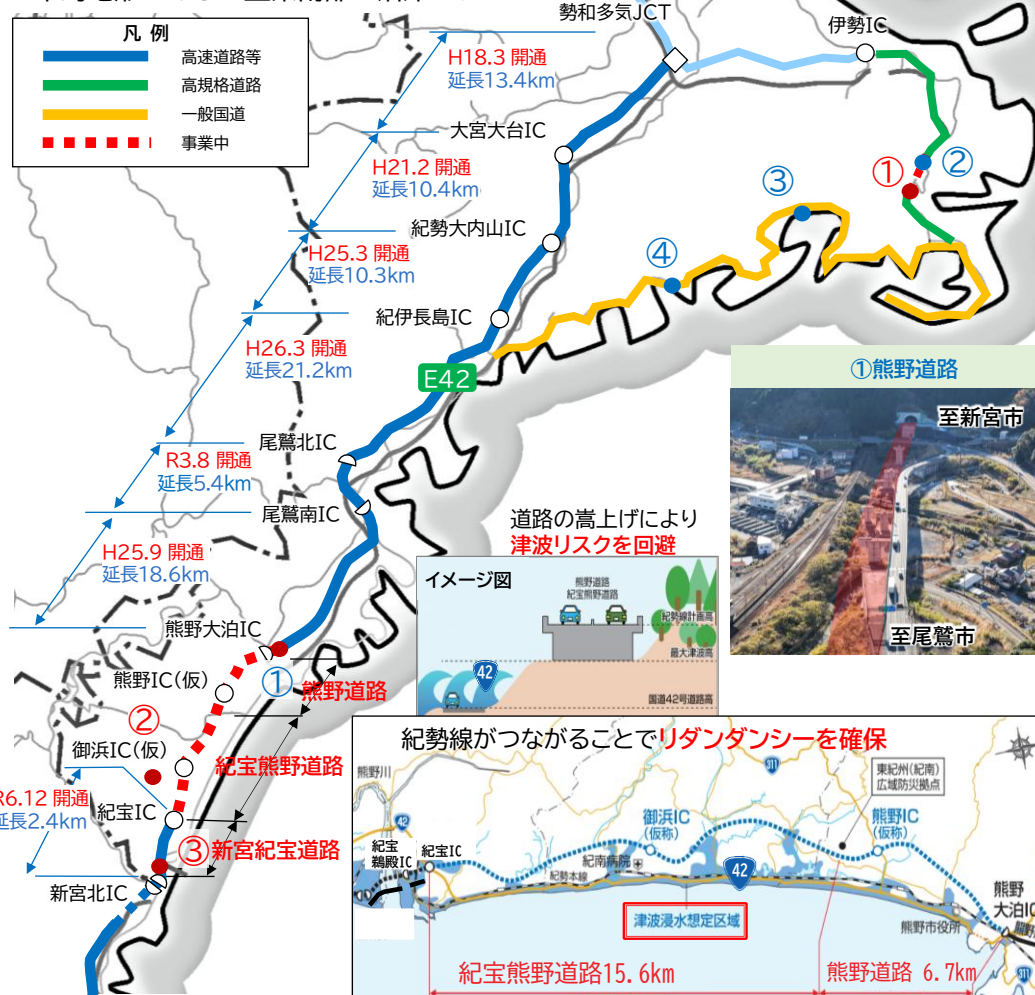 凡 例
高速道路等
高規格道路
一般国道
事業中
勢和多気JCT
伊勢IC
H18.3 開通
延長13.4km
大宮大台IC
H21.2 開通
延長10.4km
紀勢大内山IC
H25.3 開通
延長10.3km
紀伊長島IC
H26.3 開通
延長21.2km
E42
尾鷲北IC
R3.8 開通
延長5.4km
尾鷲南IC
H25.9 開通
延長18.6km
熊野大泊IC
熊野IC(仮)
①
熊野道路
②
御浜IC(仮)
紀宝熊野道路
R6.12 開通
延長2.4km
紀宝IC
③新宮紀宝道路
新宮北IC
①
②
③
④
①熊野道路
至新宮市
至尾鷲市
道路の嵩上げにより
津波リスクを回避
イメージ図
熊野道路
紀宝熊野道路
紀勢線計画高
最大津波高
42
国道42号道路高
紀勢線がつながることでリダンダンシーを確保
熊野川
42
311
東紀州(紀南)
広域防災拠点
御浜IC
(仮称)
熊野IC
(仮称)
紀宝
鵜殿IC
紀宝IC
紀南病院
紀勢本線
42
熊野
大泊IC
津波浸水想定区域
熊野市役所
311
紀宝熊野道路15.6km
熊野道路 6.7km